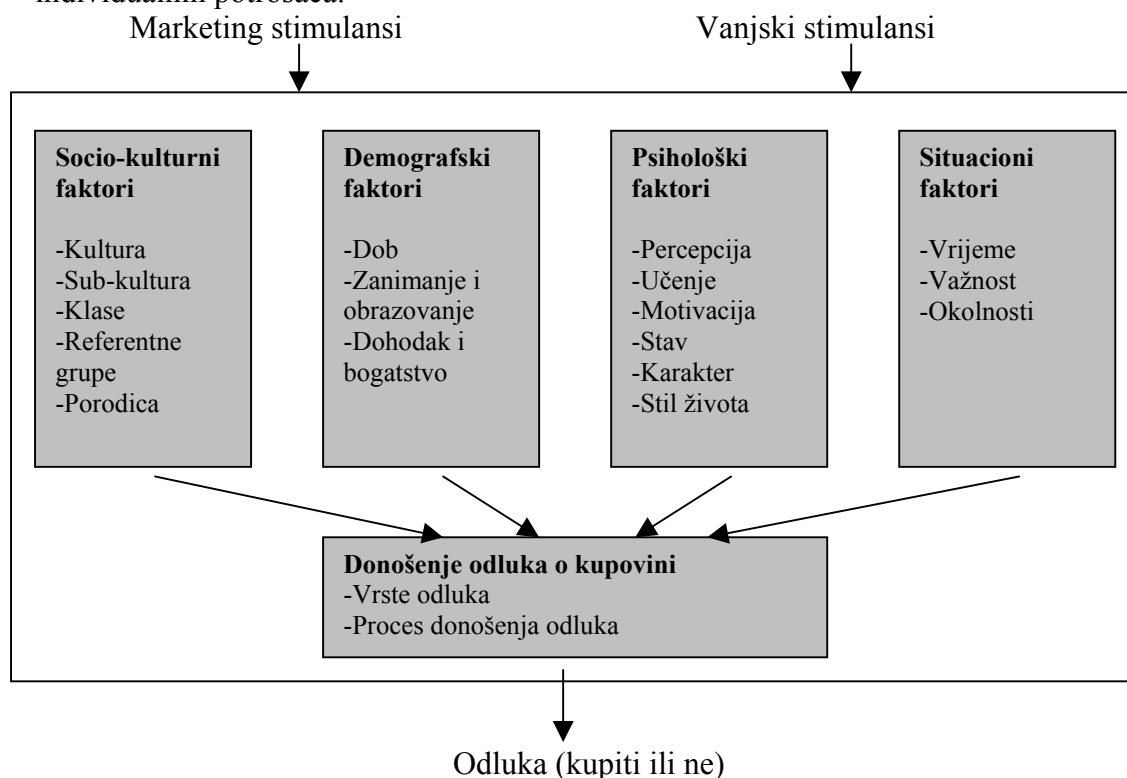 individualnih potrošača.
Marketing stimulansi
Vanjski stimulansi
Socio-kulturni
faktori
-Kultura
-Sub-kultura
-Klase
-Referentne
grupe
-Porodica
Demografski
faktori
-Dob
-Zanimanje i
obrazovanje
-Dohodak i
bogatstvo
Psihološki
faktori
-Percepcija
-Učenje
-Motivacija
-Stav
-Karakter
-Stil života
Situacioni
faktori
-Vrijeme
-Važnost
-Okolnosti
Donošenje odluka o kupovini
-Vrste odluka
-Proces donošenja odluka
Odluka (kupiti ili ne)